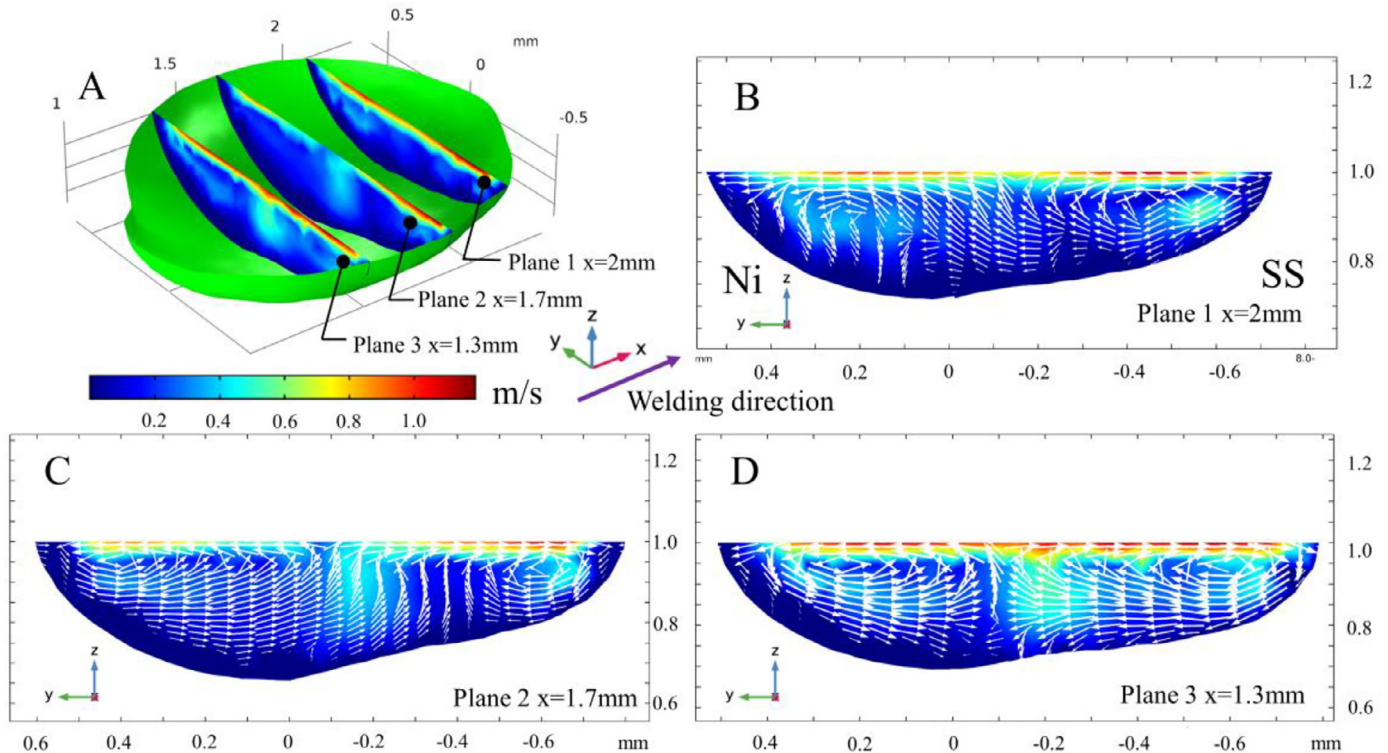 A
1
1.5
2
0.5
mm
0
-0.5
Plane 1 x=2mm
Plane 2 x=1.7mm
Plane 3 x=1.3mm
z
y
x
0.2
0.4
0.6
0.8
1.0
m/s
Welding direction
B
1.2
1.0
0.8
Ni
SS
z
y
Plane 1 x=2mm
mm
8.0-
0.4
0.2
0
-0.2
-0.4
-0.6
C
1.2
1.0
0.8
0.6
z
y
Plane 2 x=1.7mm
0.6
0.4
0.2
0
-0.2
-0.4
-0.6
mm
D
1.2
1.0
0.8
0.6
z
y
Plane 3 x=1.3mm
0.4
0.2
0
-0.2
-0.4
-0.6
mm